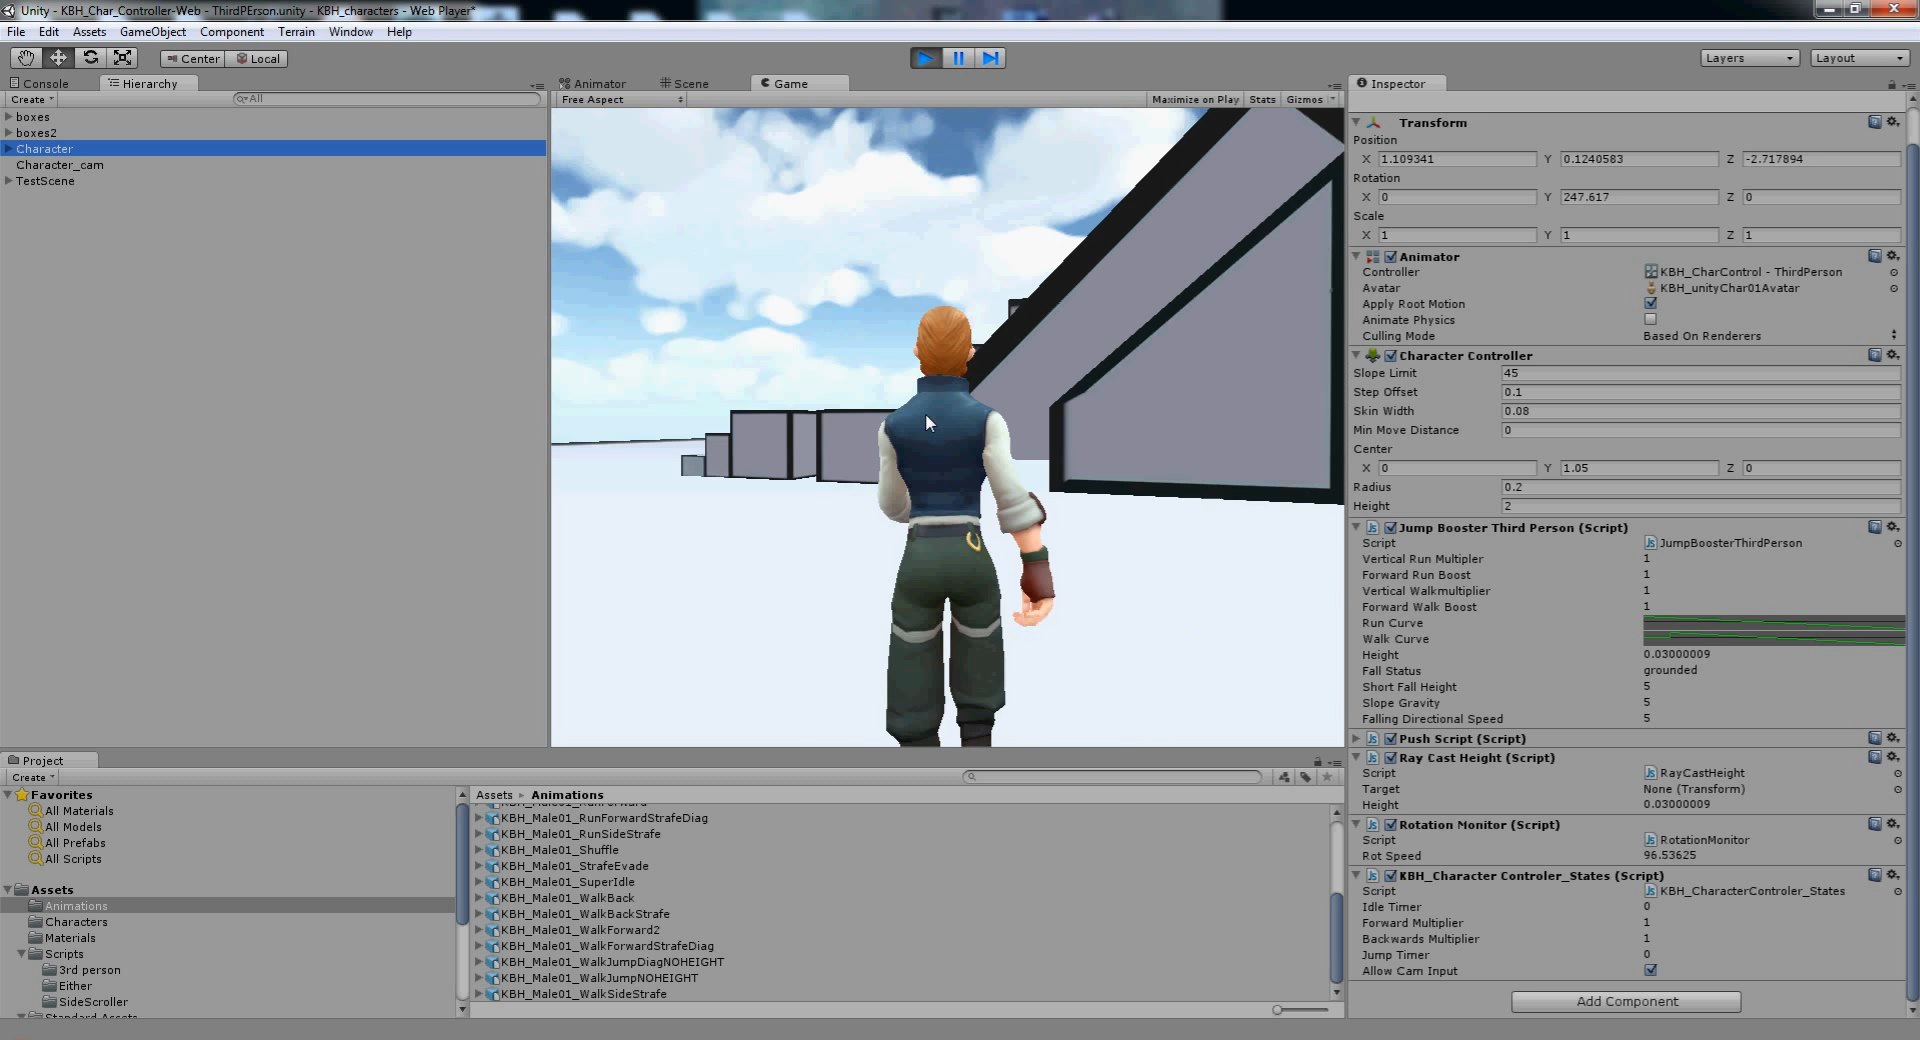 Unity - KBH_Char_Controller-Web - ThirdPErson.unity - KBH_characters - Web Player*
File Edit Assets GameObject Component Terrain Window Help
Center Local Layers Layout
Console Hierarchy
Create All
boxes
boxes2
Character
Character_cam
TestScene
Animator Scene Game
Free Aspect Maximize on Play Stats Gizmos
Inspector
Transform
Position
X 1.109341 Y 0.1240583 Z -2.717894
Rotation
X 0 Y 247.617 Z 0
Scale
X 1 Y 1 Z 1
Animator
Controller KBH_CharControl - ThirdPerson
Avatar KBH_unityChar01Avatar
Apply Root Motion
Animate Physics
Culling Mode Based On Renderers
Character Controller
Slope Limit 45
Step Offset 0.1
Skin Width 0.08
Min Move Distance 0
Center
X 0 Y 1.05 Z 0
Radius 0.2
Height 2
Jump Booster Third Person (Script)
Script JumpBoosterThirdPerson
Vertical Run Multipler 1
Forward Run Boost 1
Vertical Walkmultiplier 1
Forward Walk Boost 1
Run Curve
Walk Curve
Height 0.03000009
Fall Status grounded
Short Fall Height 5
Slope Gravity 5
Falling Directional Speed 5
Push Script (Script)
Ray Cast Height (Script)
Script RayCastHeight
Target None (Transform)
Height 0.03000009
Rotation Monitor (Script)
Script RotationMonitor
Rot Speed 96.53625
KBH_Character Controler_States (Script)
Script KBH_CharacterControler_States
Idle Timer 0
Forward Multiplier 1
Backwards Multiplier 1
Jump Timer 0
Allow Cam Input
Add Component
Project
Create
Favorites
All Materials
All Models
All Prefabs
All Scripts
Assets
Animations
Characters
Materials
Scripts
3rd person
Either
SideScroller
Standard Assets
Assets Animations
KBH_Male01_RunForward
KBH_Male01_RunForwardStrafeDiag
KBH_Male01_RunSideStrafe
KBH_Male01_Shuffle
KBH_Male01_StrafeEvade
KBH_Male01_SuperIdle
KBH_Male01_WalkBack
KBH_Male01_WalkBackStrafe
KBH_Male01_WalkForward2
KBH_Male01_WalkForwardStrafeDiag
KBH_Male01_WalkJumpDiagNOHEIGHT
KBH_Male01_WalkJumpNOHEIGHT
KBH_Male01_WalkSideStrafe